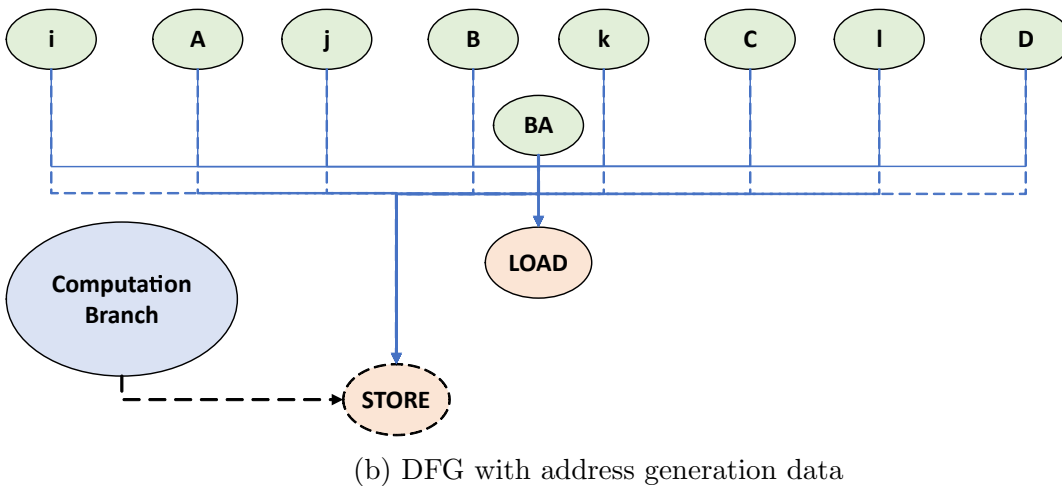 i A j B k C l D
BA
LOAD
Computation
Branch
STORE
(b) DFG with address generation data